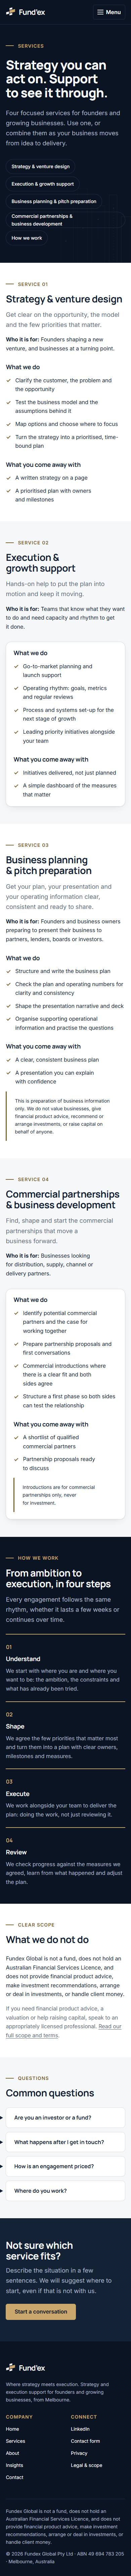 Fund'ex
Menu
SERVICES
Strategy you can
act on. Support
to see it through.
Four focused services for founders and
growing businesses. Use one, or
combine them as your business moves
from idea to delivery.
Strategy & venture design
Execution & growth support
Business planning & pitch preparation
Commercial partnerships &
business development
How we work
SERVICE 01
Strategy & venture design
Get clear on the opportunity, the model
and the few priorities that matter.
Who it is for: Founders shaping a new
venture, and businesses at a turning point.
What we do
Clarify the customer, the problem and
the opportunity
Test the business model and the
assumptions behind it
Map options and choose where to focus
Turn the strategy into a prioritised, time-
bound plan
What you come away with
A written strategy on a page
A prioritised plan with owners
and milestones
SERVICE 02
Execution &
growth support
Hands-on help to put the plan into
motion and keep it moving.
Who it is for: Teams that know what they want
to do and need capacity and rhythm to get
it done.
What we do
Go-to-market planning and
launch support
Operating rhythm: goals, metrics
and regular reviews
Process and systems set-up for the
next stage of growth
Leading priority initiatives alongside
your team
What you come away with
Initiatives delivered, not just planned
A simple dashboard of the measures
that matter
SERVICE 03
Business planning
& pitch preparation
Get your plan, your presentation and
your operating information clear,
consistent and ready to share.
Who it is for: Founders and business owners
preparing to present their business to
partners, lenders, boards or investors.
What we do
Structure and write the business plan
Check the plan and operating numbers for
clarity and consistency
Shape the presentation narrative and deck
Organise supporting operational
information and practise the questions
What you come away with
A clear, consistent business plan
A presentation you can explain
with confidence
This is preparation of business information
only. We do not value businesses, give
financial product advice, recommend or
arrange investments, or raise capital on
behalf of anyone.
SERVICE 04
Commercial partnerships
& business development
Find, shape and start the commercial
partnerships that move a
business forward.
Who it is for: Businesses looking
for distribution, supply, channel or
delivery partners.
What we do
Identify potential commercial
partners and the case for
working together
Prepare partnership proposals and
first conversations
Commercial introductions where
there is a clear fit and both
sides agree
Structure a first phase so both sides
can test the relationship
What you come away with
A shortlist of qualified
commercial partners
Partnership proposals ready
to discuss
Introductions are for commercial
partnerships only, never
for investment.
HOW WE WORK
From ambition to
execution, in four steps
Every engagement follows the same
rhythm, whether it lasts a few weeks or
continues over time.
01
Understand
We start with where you are and where you
want to be: the ambition, the constraints and
what has already been tried.
02
Shape
We agree the few priorities that matter most
and turn them into a plan with clear owners,
milestones and measures.
03
Execute
We work alongside your team to deliver the
plan: doing the work, not just reviewing it.
04
Review
We check progress against the measures we
agreed, learn from what happened and adjust
the plan.
CLEAR SCOPE
What we do not do
Fundex Global is not a fund, does not hold an
Australian Financial Services Licence, and does
not provide financial product advice,
make investment recommendations, arrange
or deal in investments, or handle client money.
If you need financial product advice, a
valuation or help raising capital, speak to an
appropriately licensed professional. Read our
full scope and terms.
QUESTIONS
Common questions
Are you an investor or a fund?
What happens after I get in touch?
How is an engagement priced?
Where do you work?
Not sure which
service fits?
Describe the situation in a few
sentences. We will suggest where to
start, even if that is not with us.
Start a conversation
Fund'ex
Where strategy meets execution. Strategy and
execution support for founders and growing
businesses, from Melbourne.
COMPANY
Home
Services
About
Insights
Contact
CONNECT
LinkedIn
Contact form
Privacy
Legal & scope
Fundex Global is not a fund, does not hold an
Australian Financial Services Licence, and does
not provide financial product advice, make investment
recommendations, arrange or deal in investments, or
handle client money.
© 2026 Fundex Global Pty Ltd · ABN 49 694 783 205
· Melbourne, Australia